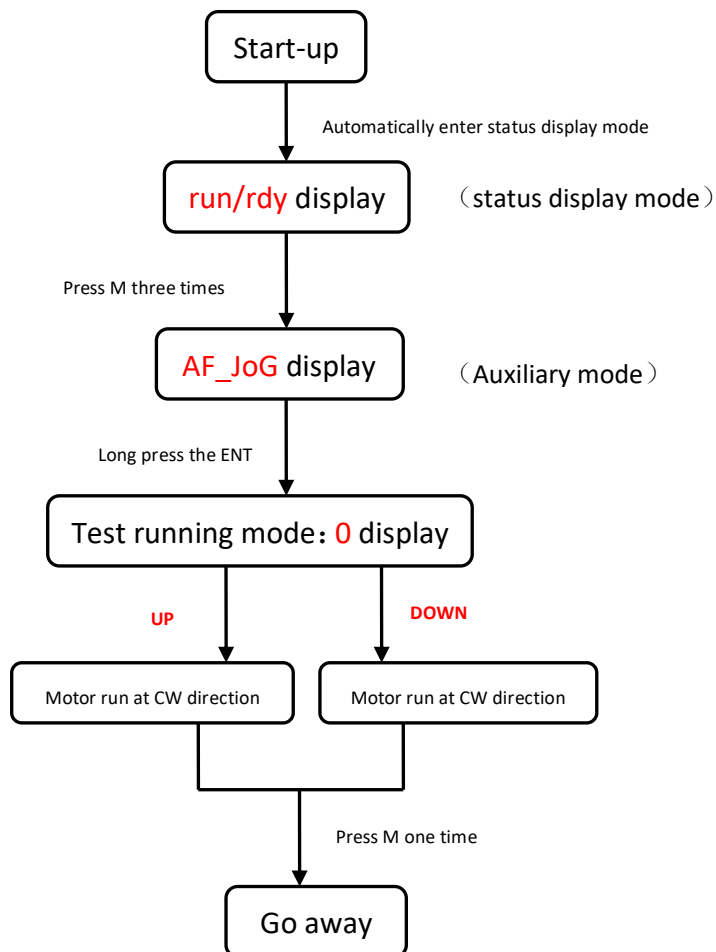 Start-up
Automatically enter status display mode
run/rdy display
（status display mode）
Press M three times
AF_JoG display
（Auxiliary mode）
Long press the ENT
Test running mode：0 display
UP
DOWN
Motor run at CW direction
Motor run at CW direction
Press M one time
Go away